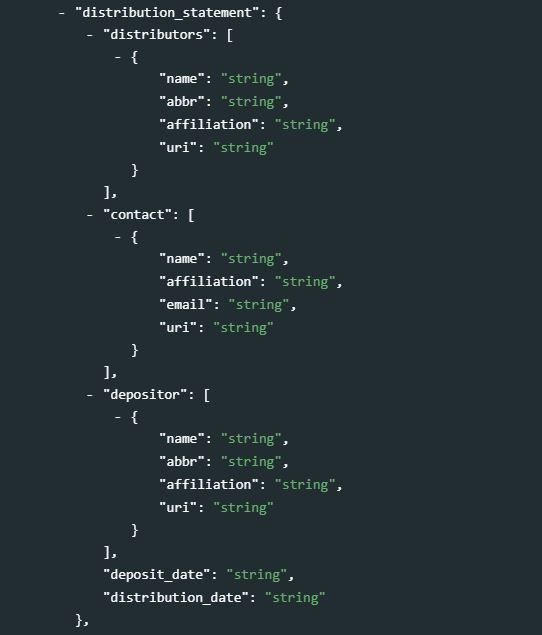 - "distribution_statement": {
- "distributors": [
- {
"name": "string",
"abbr": "string",
"affiliation": "string",
"uri": "string"
}
],
- "contact": [
- {
"name": "string",
"affiliation": "string",
"email": "string",
"uri": "string"
}
],
- "depositor": [
- {
"name": "string",
"abbr": "string",
"affiliation": "string",
"uri": "string"
}
],
"deposit_date": "string",
"distribution_date": "string"
},